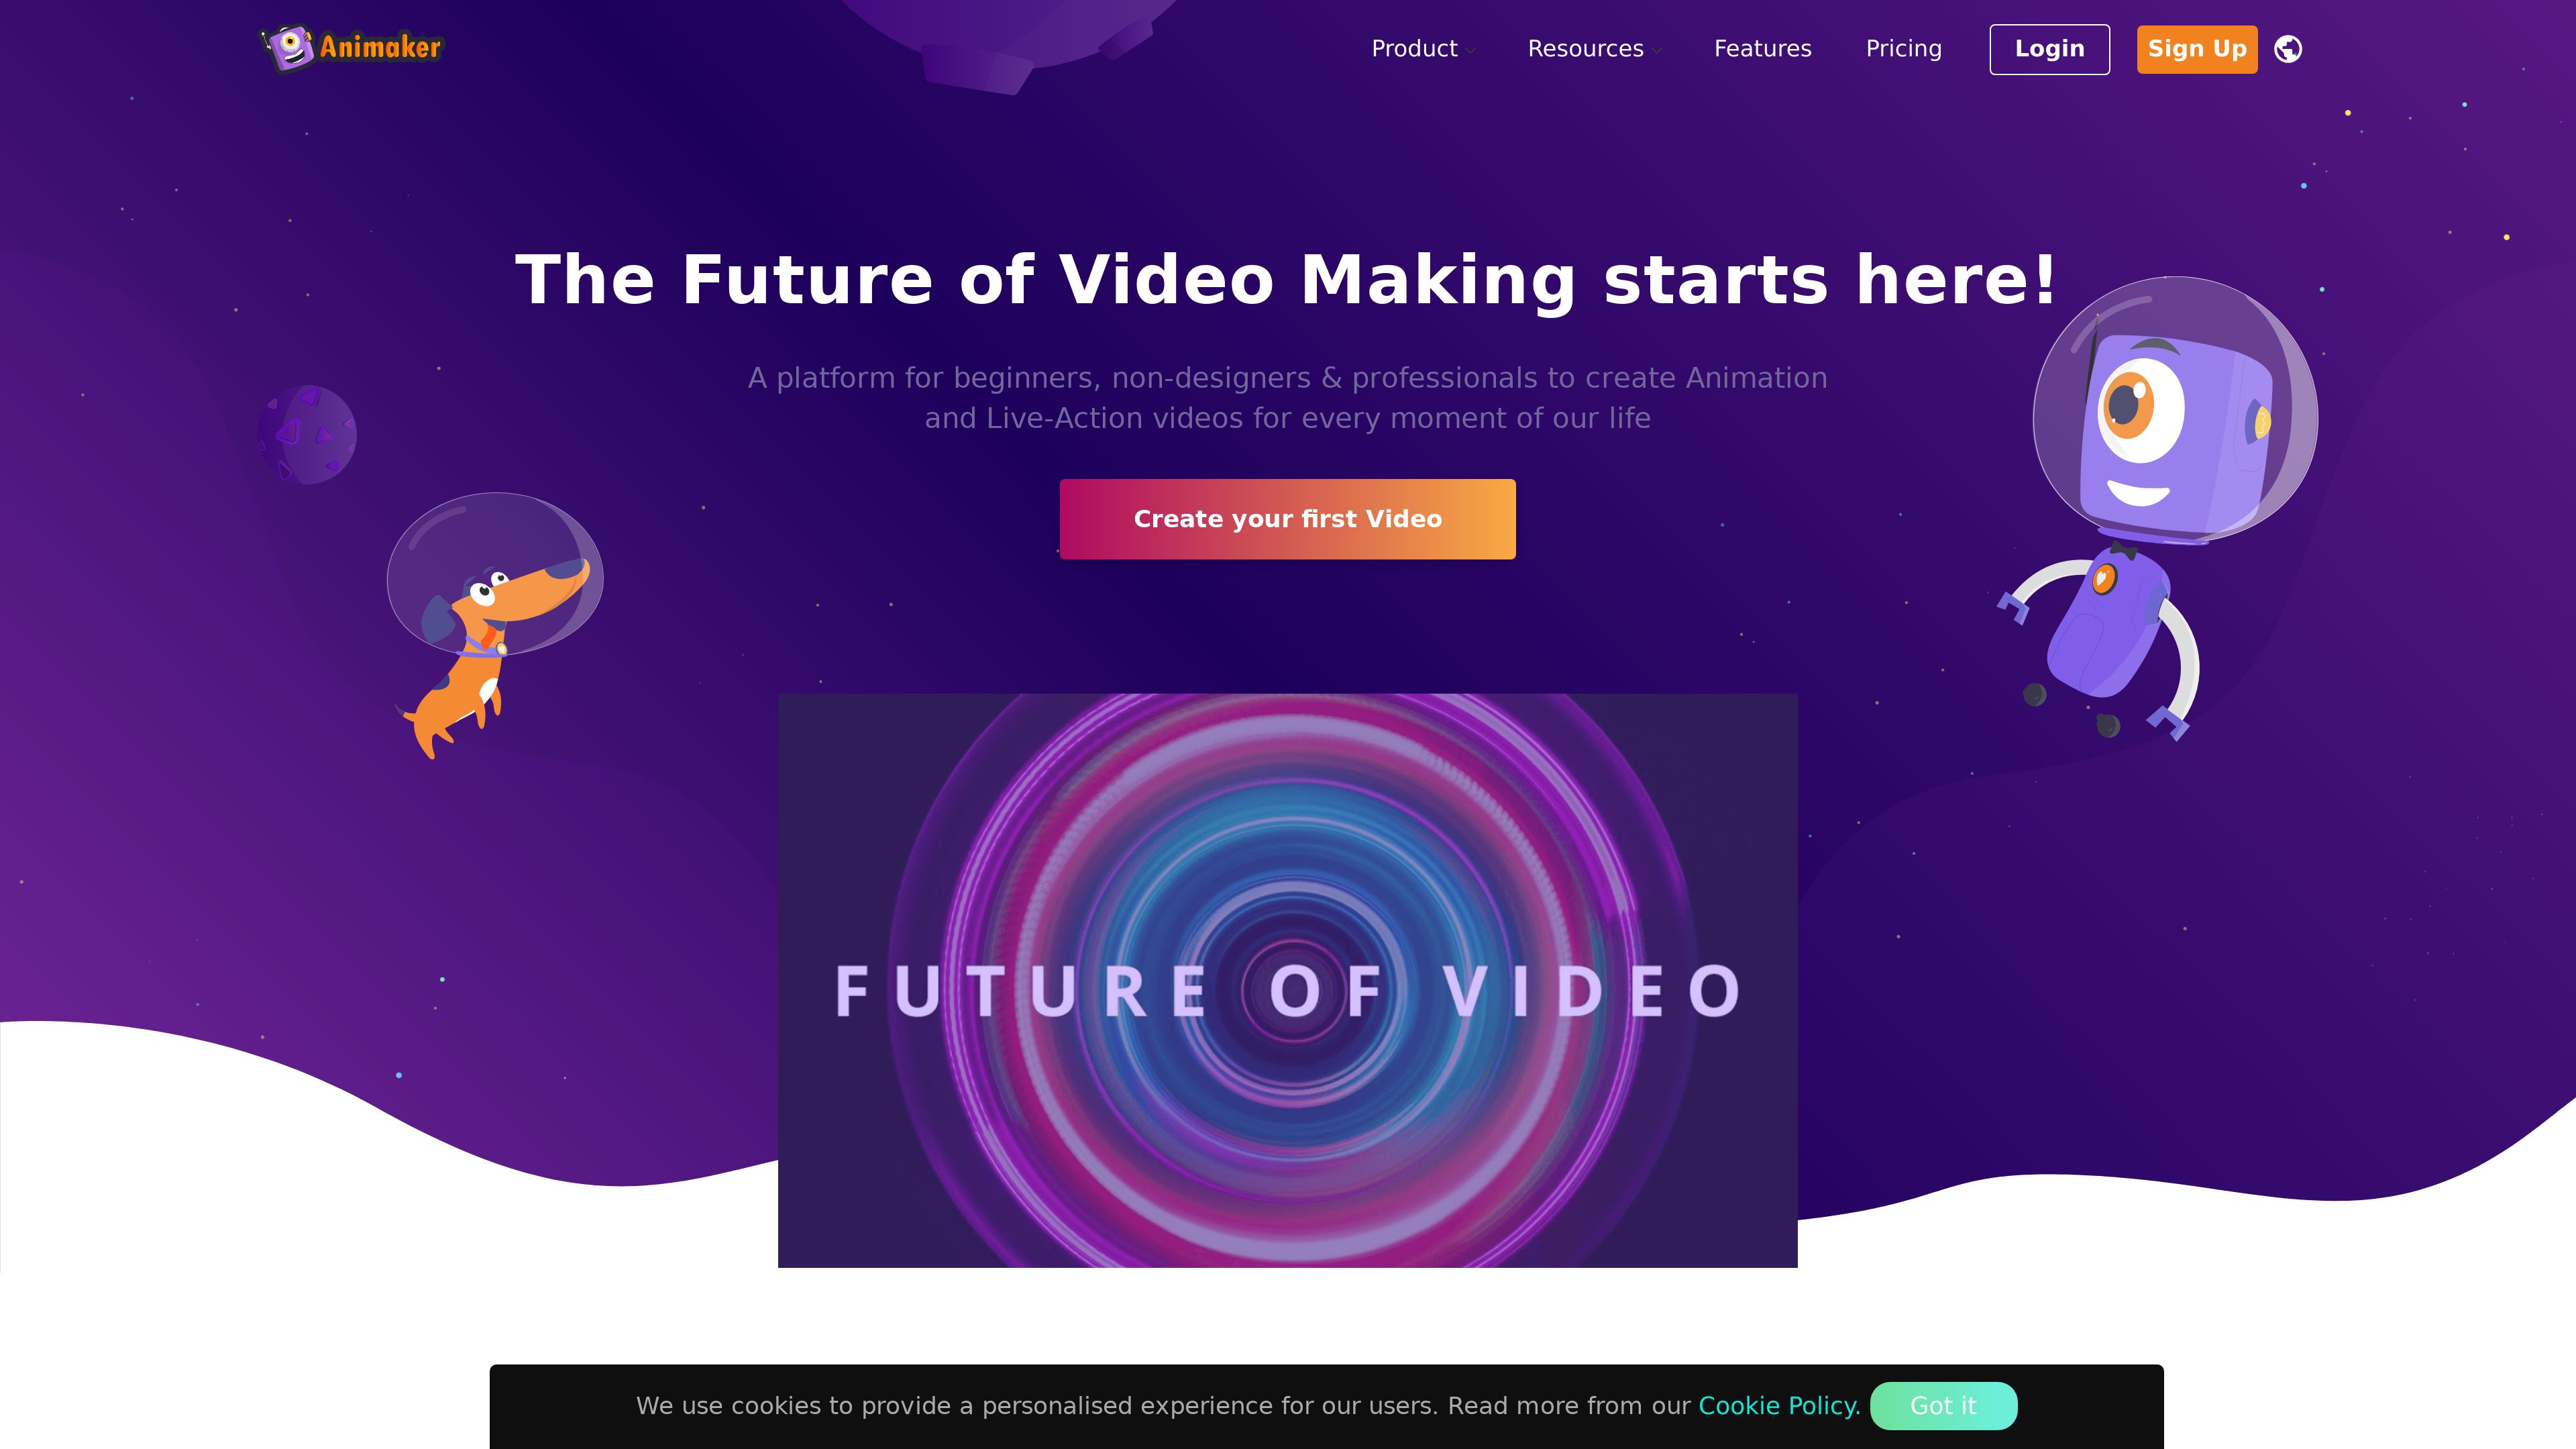 Animaker
Product
Resources
Features
Pricing
Login
Sign Up
The Future of Video Making starts here!
A platform for beginners, non-designers & professionals to create Animation
and Live-Action videos for every moment of our life
Create your first Video
FUTURE OF VIDEO
We use cookies to provide a personalised experience for our users. Read more from our Cookie Policy.
Got it